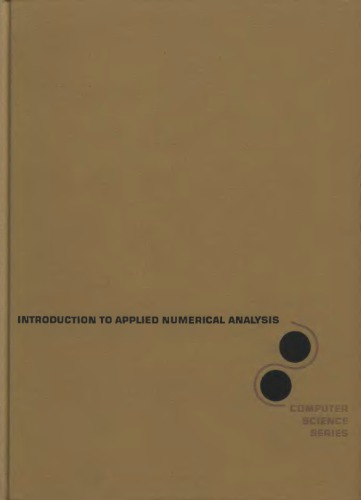 INTRODUCTION TO APPLIED NUMERICAL ANALYSIS
COMPUTER
SCIENCE
SERIES